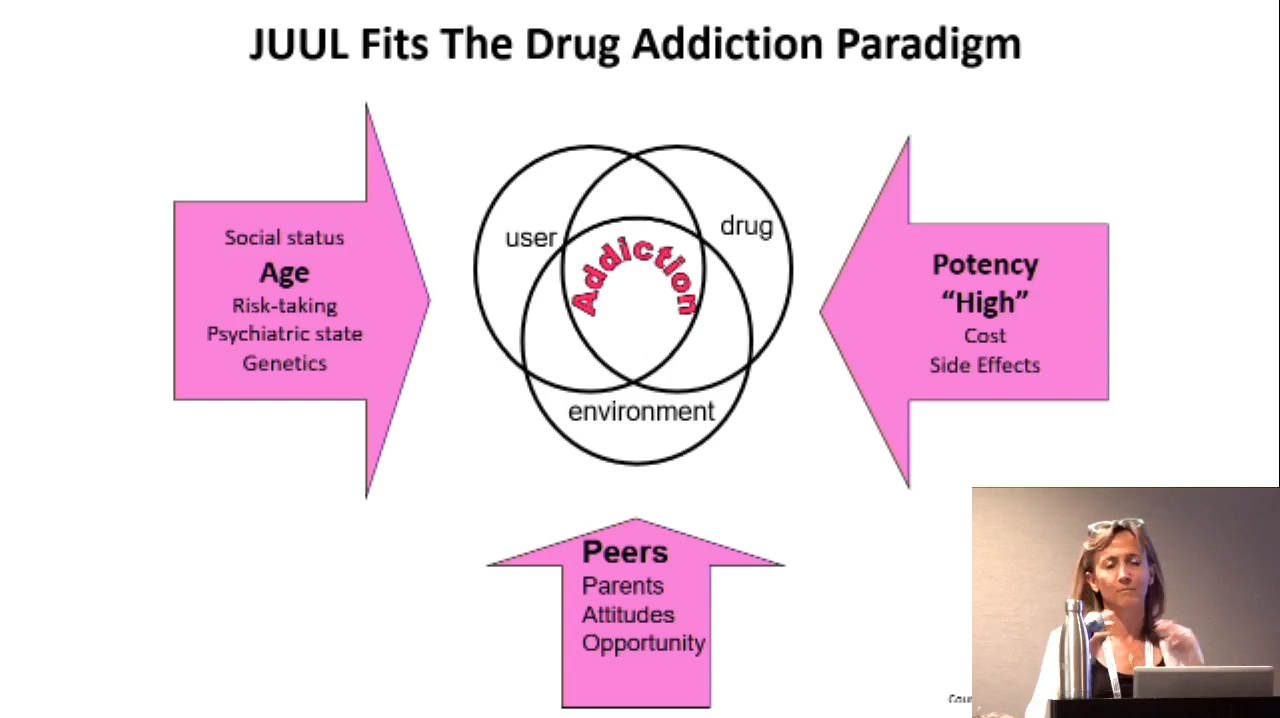 JUUL Fits The Drug Addiction Paradigm
Social status
Age
Risk-taking
Psychiatric state
Genetics
user
drug
Addiction
environment
Potency
“High”
Cost
Side Effects
Peers
Parents
Attitudes
Opportunity